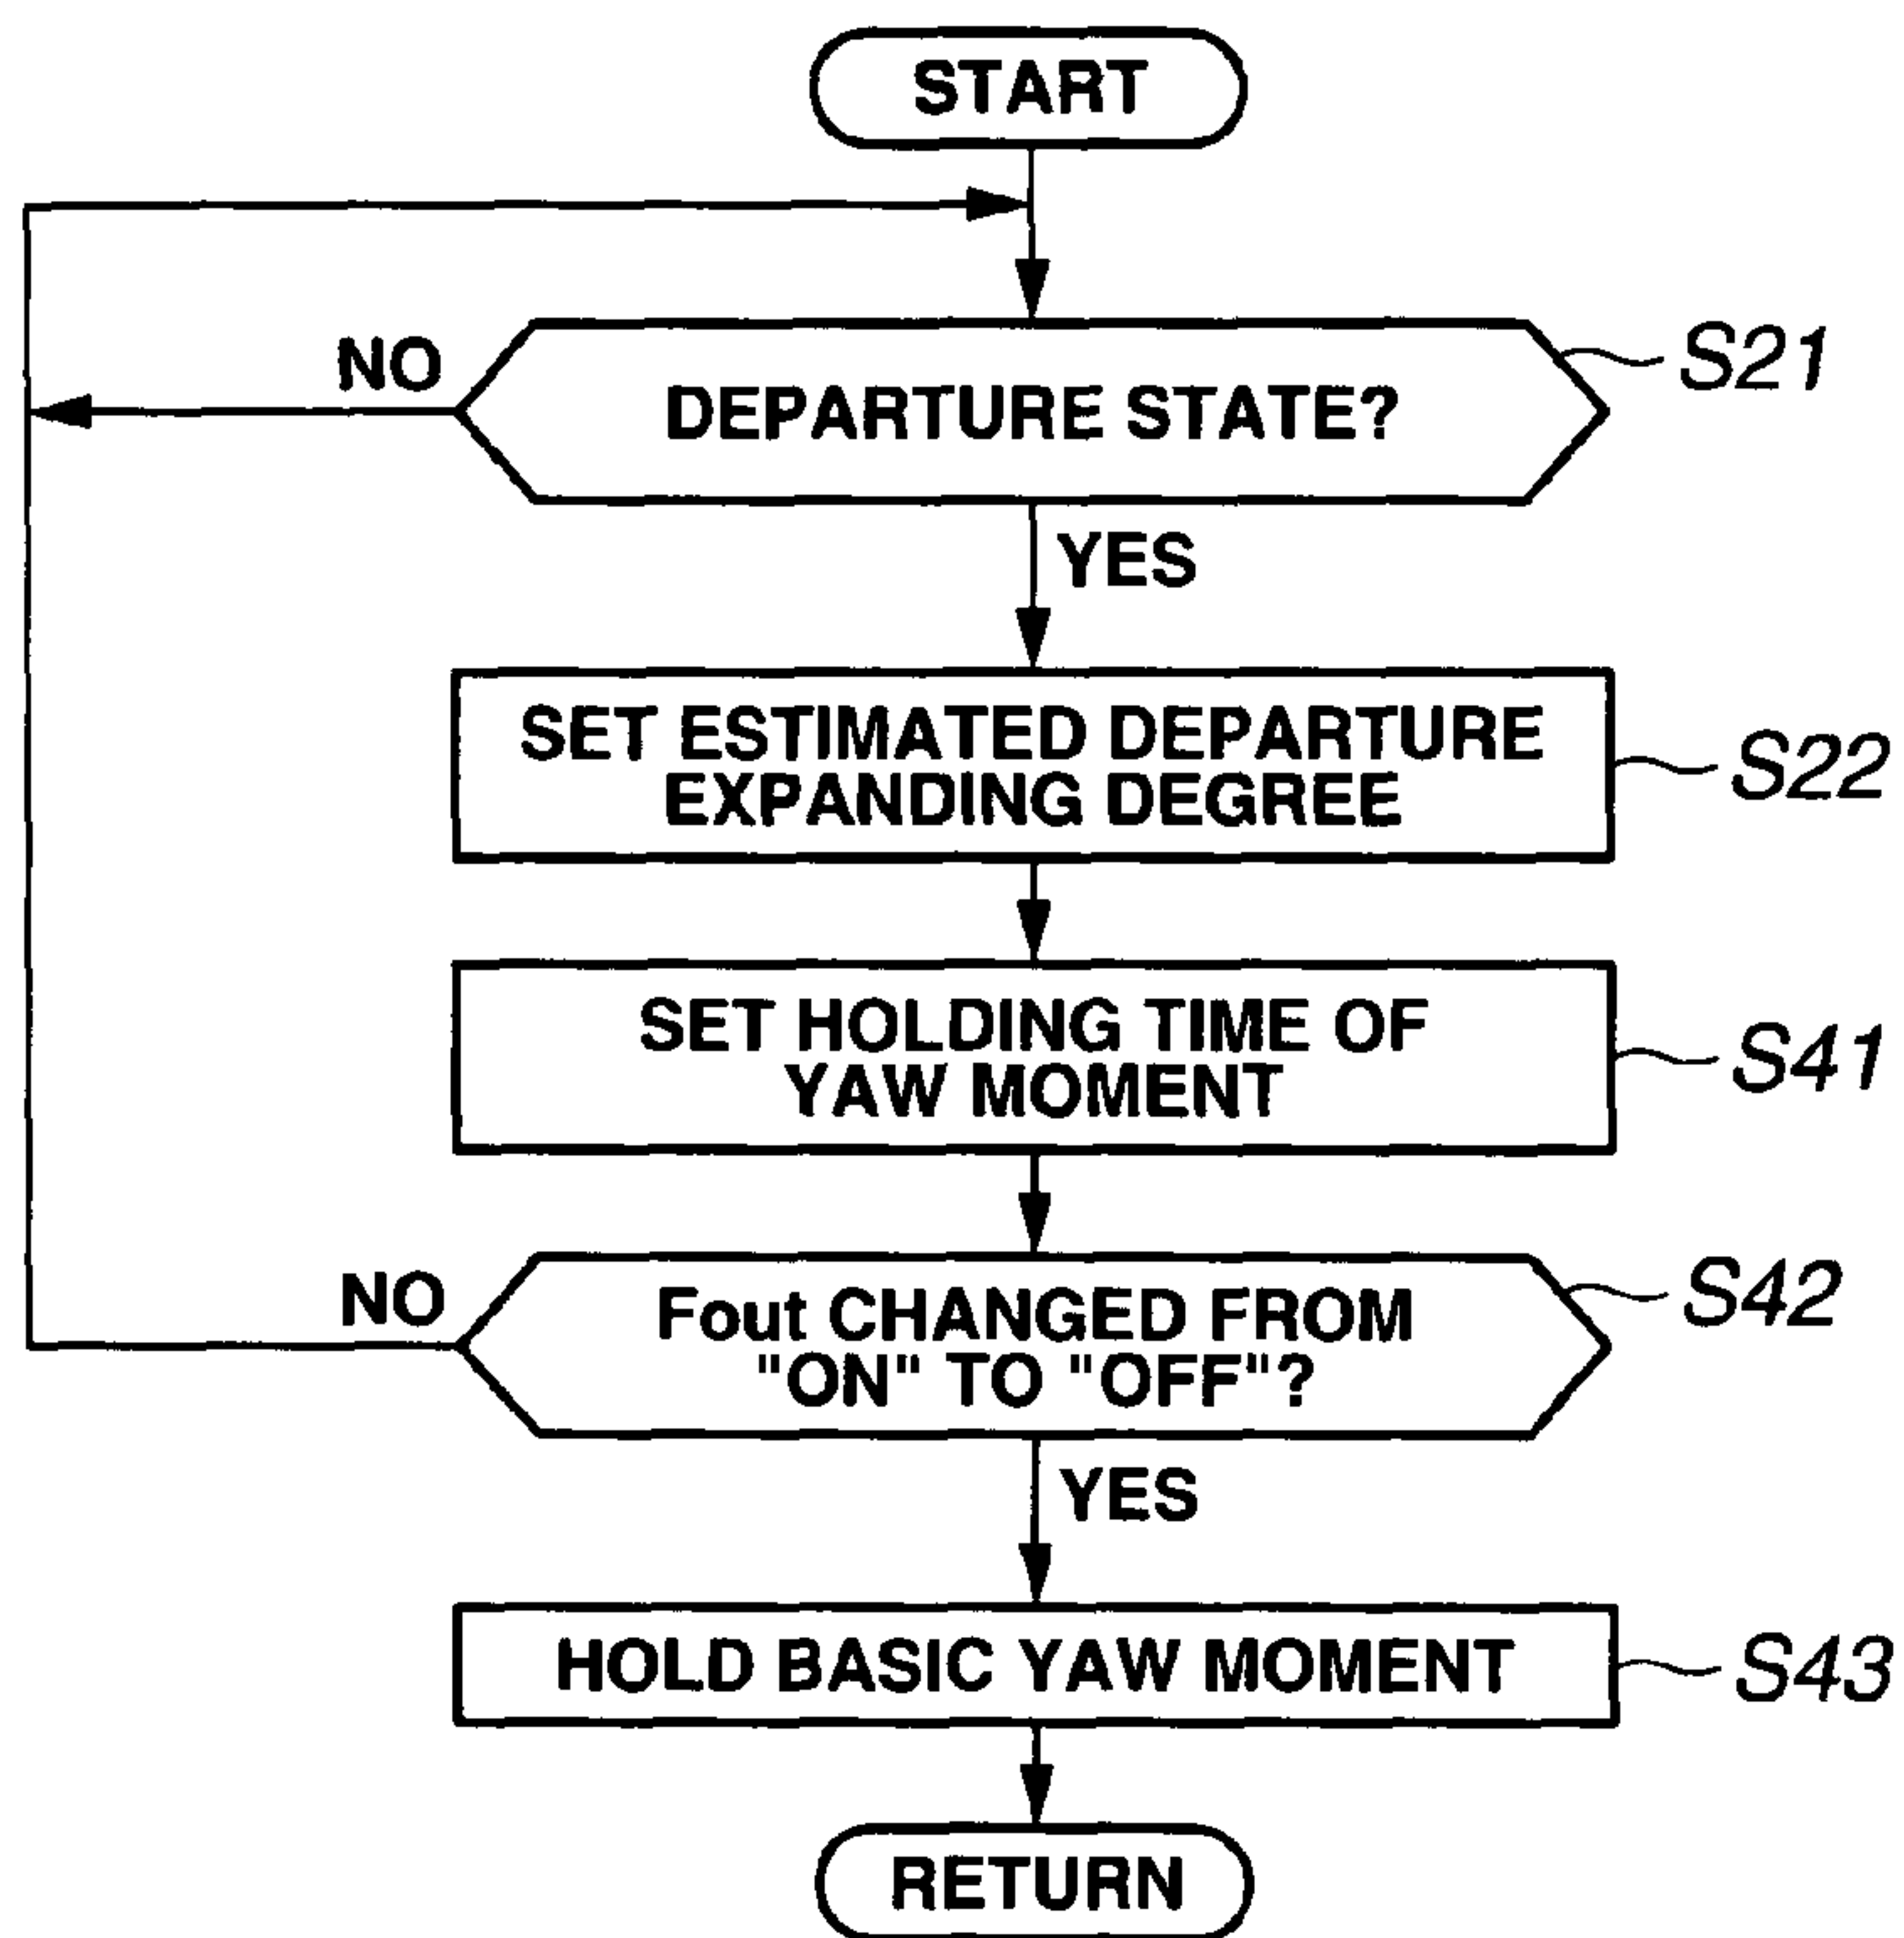 START
NO
S21
DEPARTURE STATE?
YES
SET ESTIMATED DEPARTURE
EXPANDING DEGREE
S22
SET HOLDING TIME OF
YAW MOMENT
S41
NO
S42
Fout CHANGED FROM
"ON" TO "OFF"?
YES
HOLD BASIC YAW MOMENT
S43
RETURN